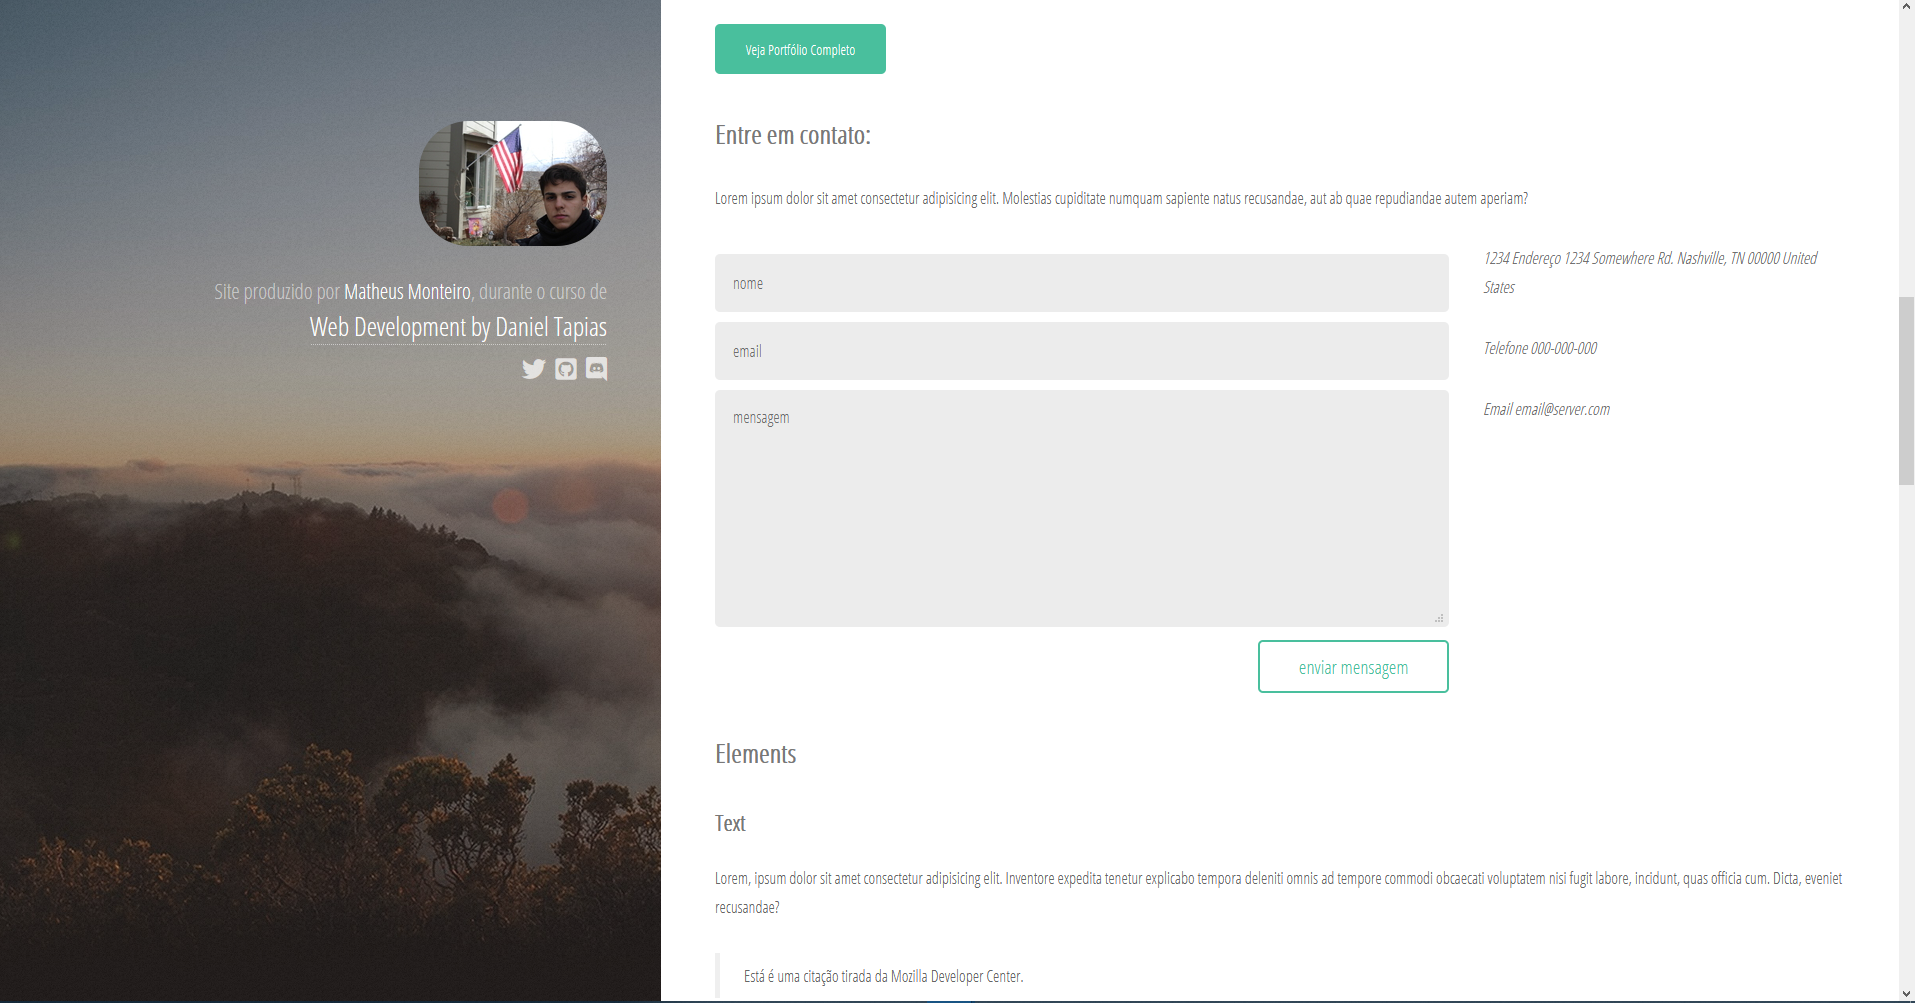 Site produzido por Matheus Monteiro, durante o curso de
Web Development by Daniel Tapias
Veja Portfólio Completo
Entre em contato:
Lorem ipsum dolor sit amet consectetur adipisicing elit. Molestias cupiditate numquam sapiente natus recusandae, aut ab quae repudiandae autem aperiam?
nome
email
mensagem
enviar mensagem
1234 Endereço 1234 Somewhere Rd. Nashville, TN 00000 United
States
Telefone 000-000-000
Email email@server.com
Elements
Text
Lorem, ipsum dolor sit amet consectetur adipisicing elit. Inventore expedita tenetur explicabo tempora deleniti omnis ad tempore commodi obcaecati voluptatem nisi fugit labore, incidunt, quas officia cum. Dicta, eveniet
recusandae?
Está é uma citação tirada da Mozilla Developer Center.